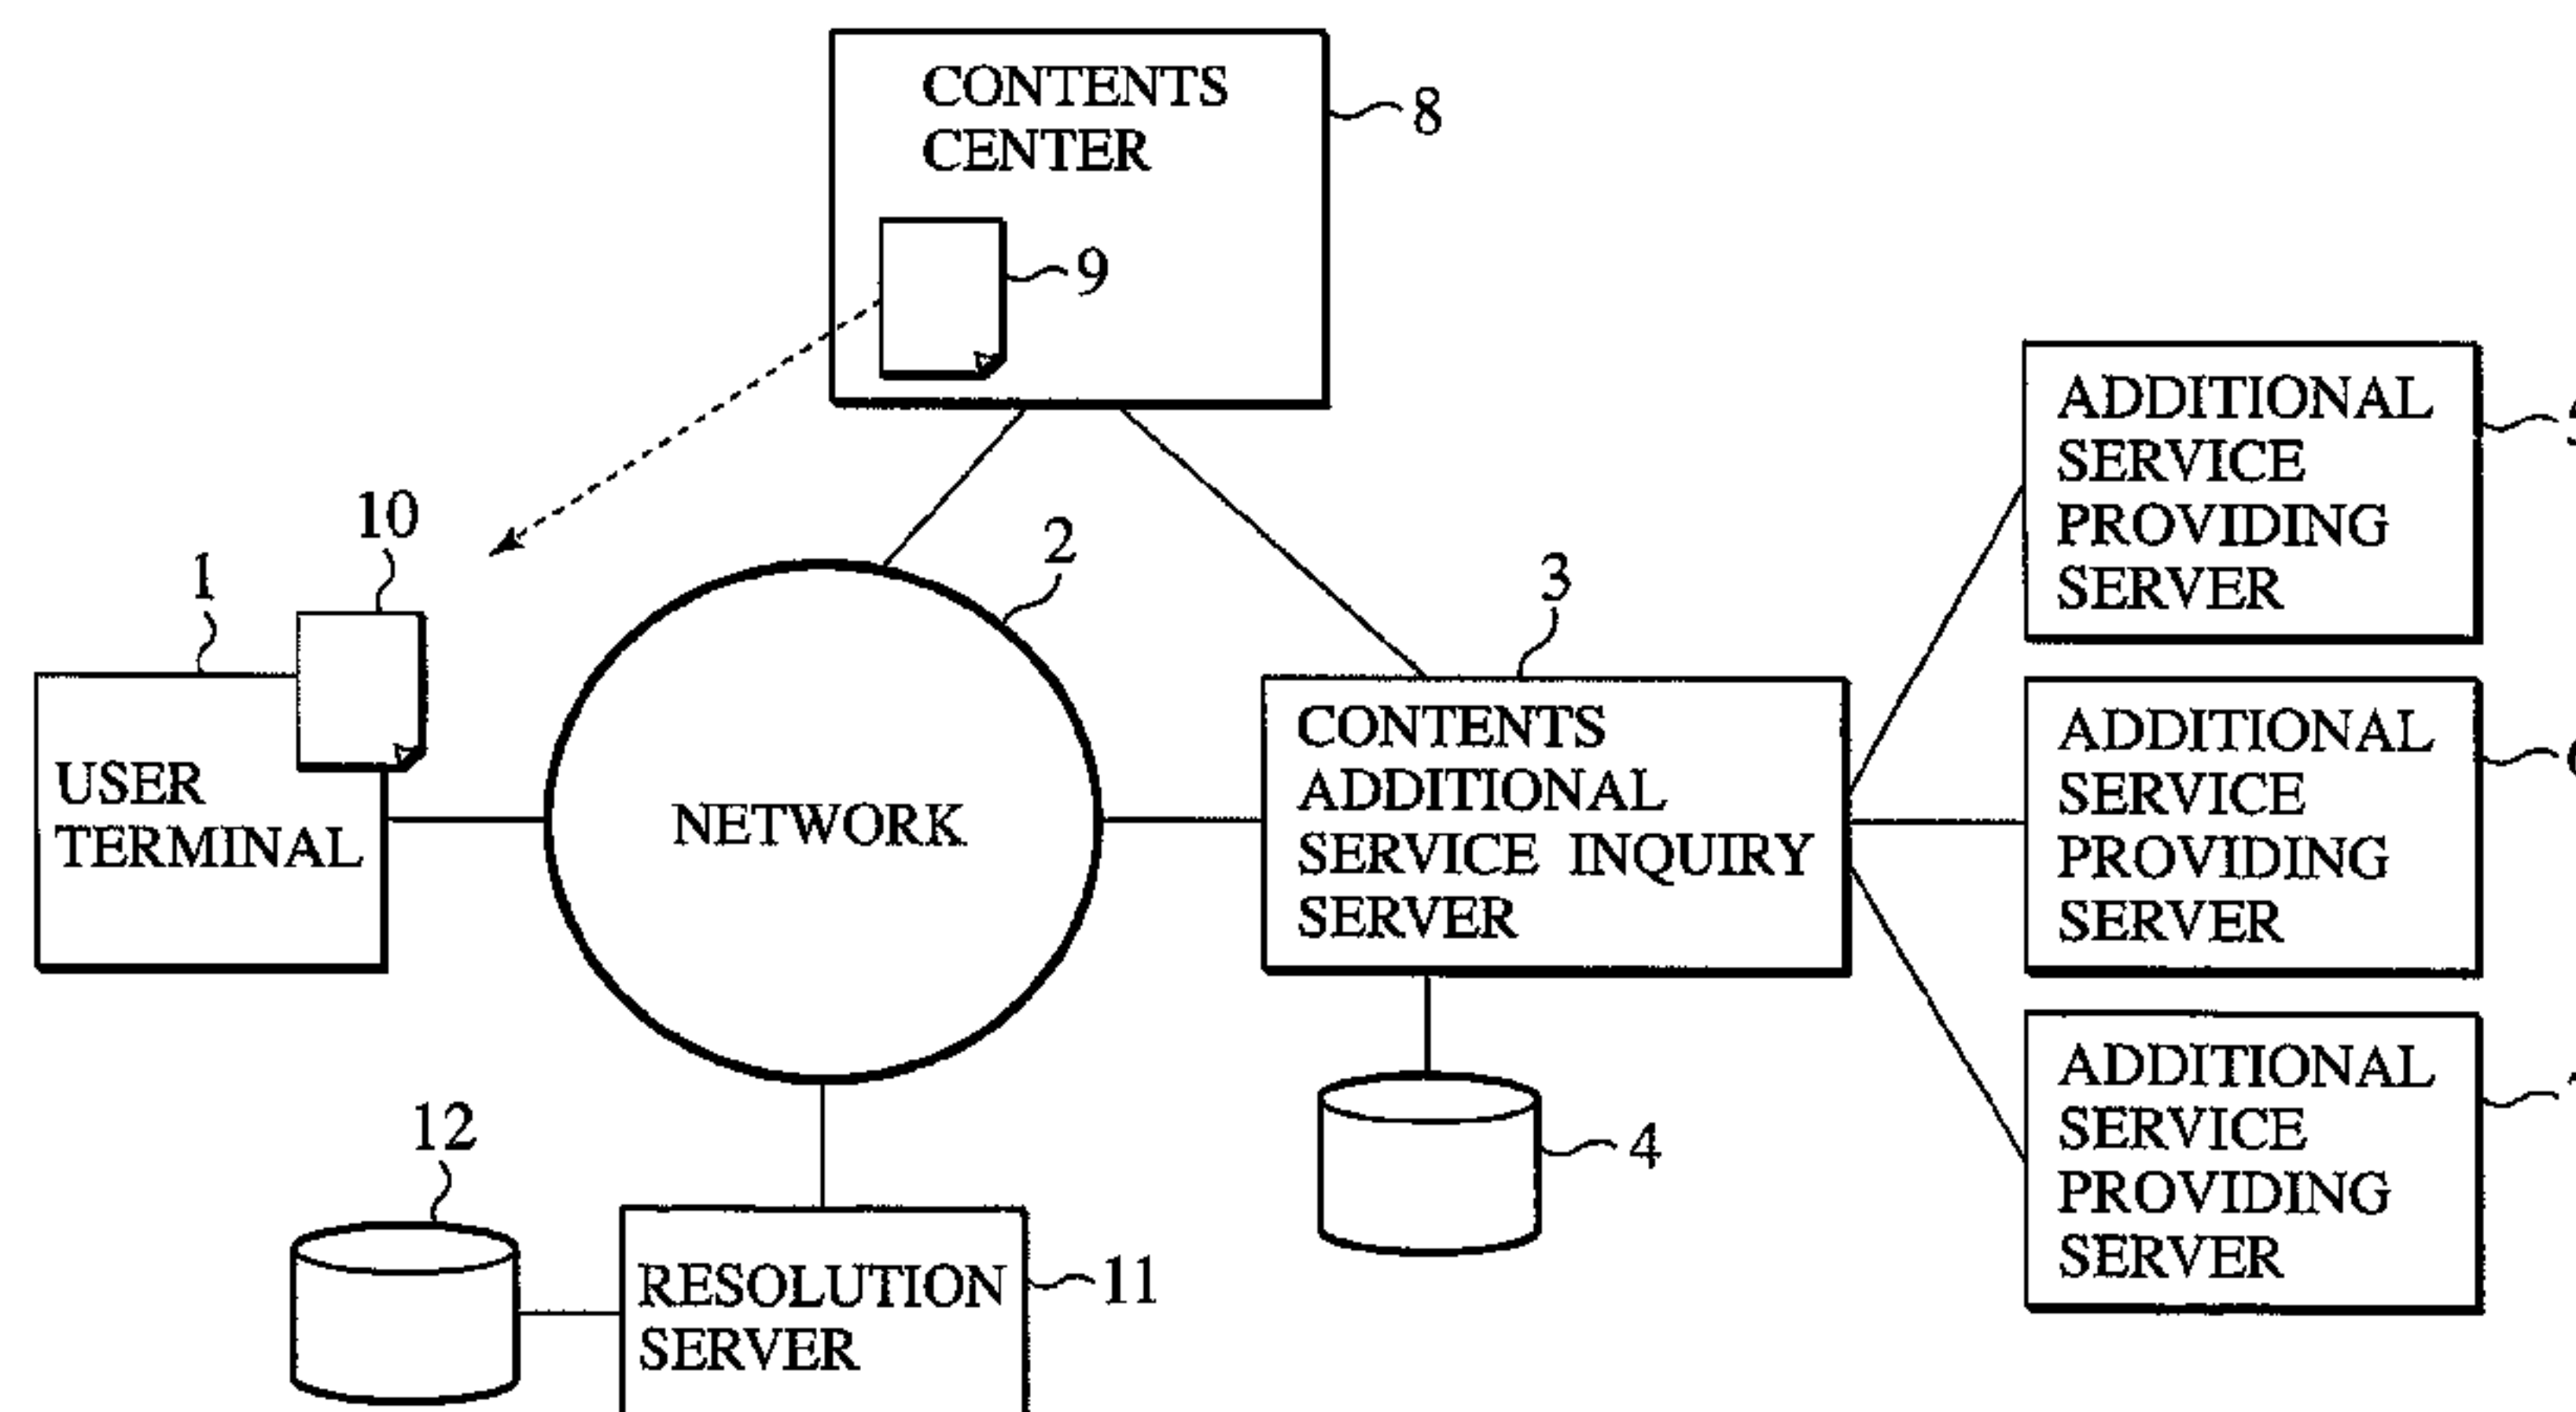 CONTENTS
CENTER
8
9
10
1
2
3
USER
TERMINAL
NETWORK
CONTENTS
ADDITIONAL
SERVICE INQUIRY
SERVER
ADDITIONAL
SERVICE
PROVIDING
SERVER
ADDITIONAL
SERVICE
PROVIDING
SERVER
ADDITIONAL
SERVICE
PROVIDING
SERVER
4
12
RESOLUTION
SERVER
11